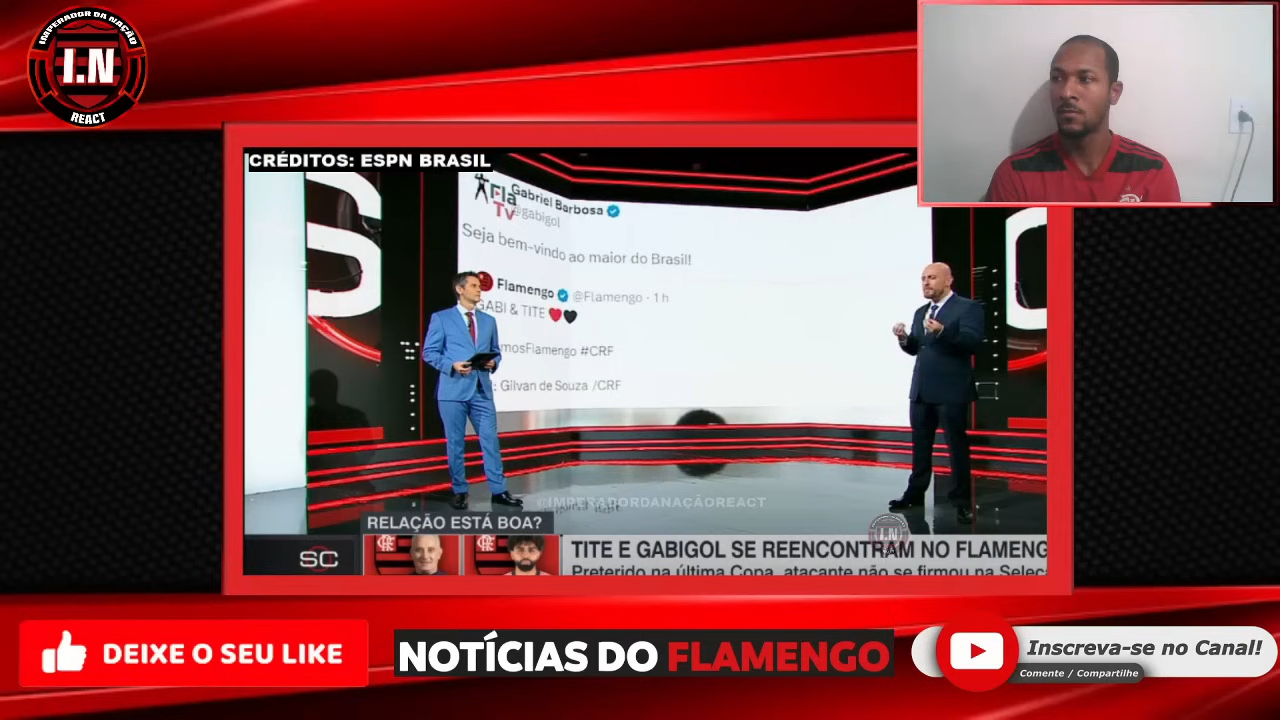 IMPERADOR DA NAÇÃO
I.N
REACT
CRÉDITOS: ESPN BRASIL
Fla
Tv
Gabriel Barbosa
@gabigol
Seja bem-vindo ao maior do Brasil!
Flamengo @Flamengo · 1 h
GABI & TITE ❤️🖤
mosFlamengo #CRF
: Gilvan de Souza /CRF
@IMPERADORDANAÇÃOREACT
RELAÇÃO ESTÁ BOA?
SC
TITE E GABIGOL SE REENCONTRAM NO FLAMENG
Preterido na última Copa, atacante não se firmou na Seleç
DEIXE O SEU LIKE
NOTÍCIAS DO FLAMENGO
Inscreva-se no Canal!
Comente / Compartilhe